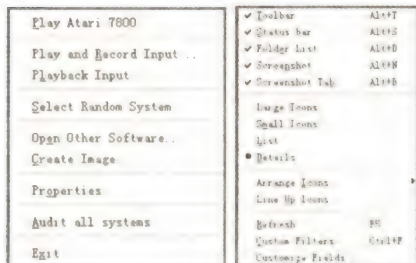 Play Atari 7800
Play and Record Input ..
Playback Input
Select Random System
Open Other Software..
Create Image
Properties
Audit all systems
Exit
✓ Toolbar Alt+T
✓ Status bar Alt+S
✓ Folder List Alt+D
✓ Screenshot Alt+N
✓ Screenshot Tab Alt+B
Large Icons
Small Icons
List
● Details
Arrange Icons
Line Up Icons
Refresh F5
Custom Filters Ctrl+F
Customize Fields